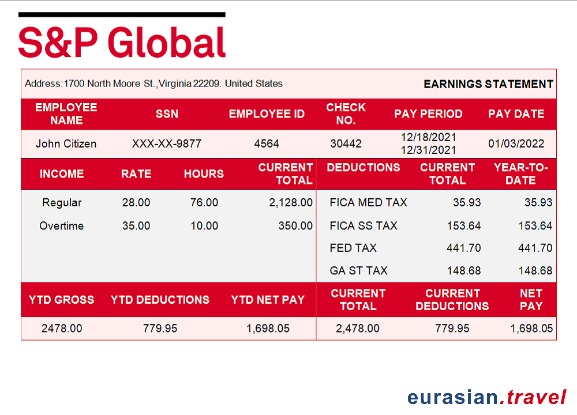 S&P Global
Address:1700 North Moore St.,Virginia 22209. United States EARNINGS STATEMENT
EMPLOYEE NAME SSN EMPLOYEE ID CHECK NO. PAY PERIOD PAY DATE
John Citizen XXX-XX-9877 4564 30442 12/18/2021 12/31/2021 01/03/2022
INCOME RATE HOURS CURRENT TOTAL DEDUCTIONS CURRENT TOTAL YEAR-TO-DATE
Regular 28.00 76.00 2,128.00 FICA MED TAX 35.93 35.93
Overtime 35.00 10.00 350.00 FICA SS TAX 153.64 153.64
FED TAX 441.70 441.70
GA ST TAX 148.68 148.68
YTD GROSS YTD DEDUCTIONS YTD NET PAY CURRENT TOTAL CURRENT DEDUCTIONS NET PAY
2478.00 779.95 1,698.05 2,478.00 779.95 1,698.05
eurasian.travel